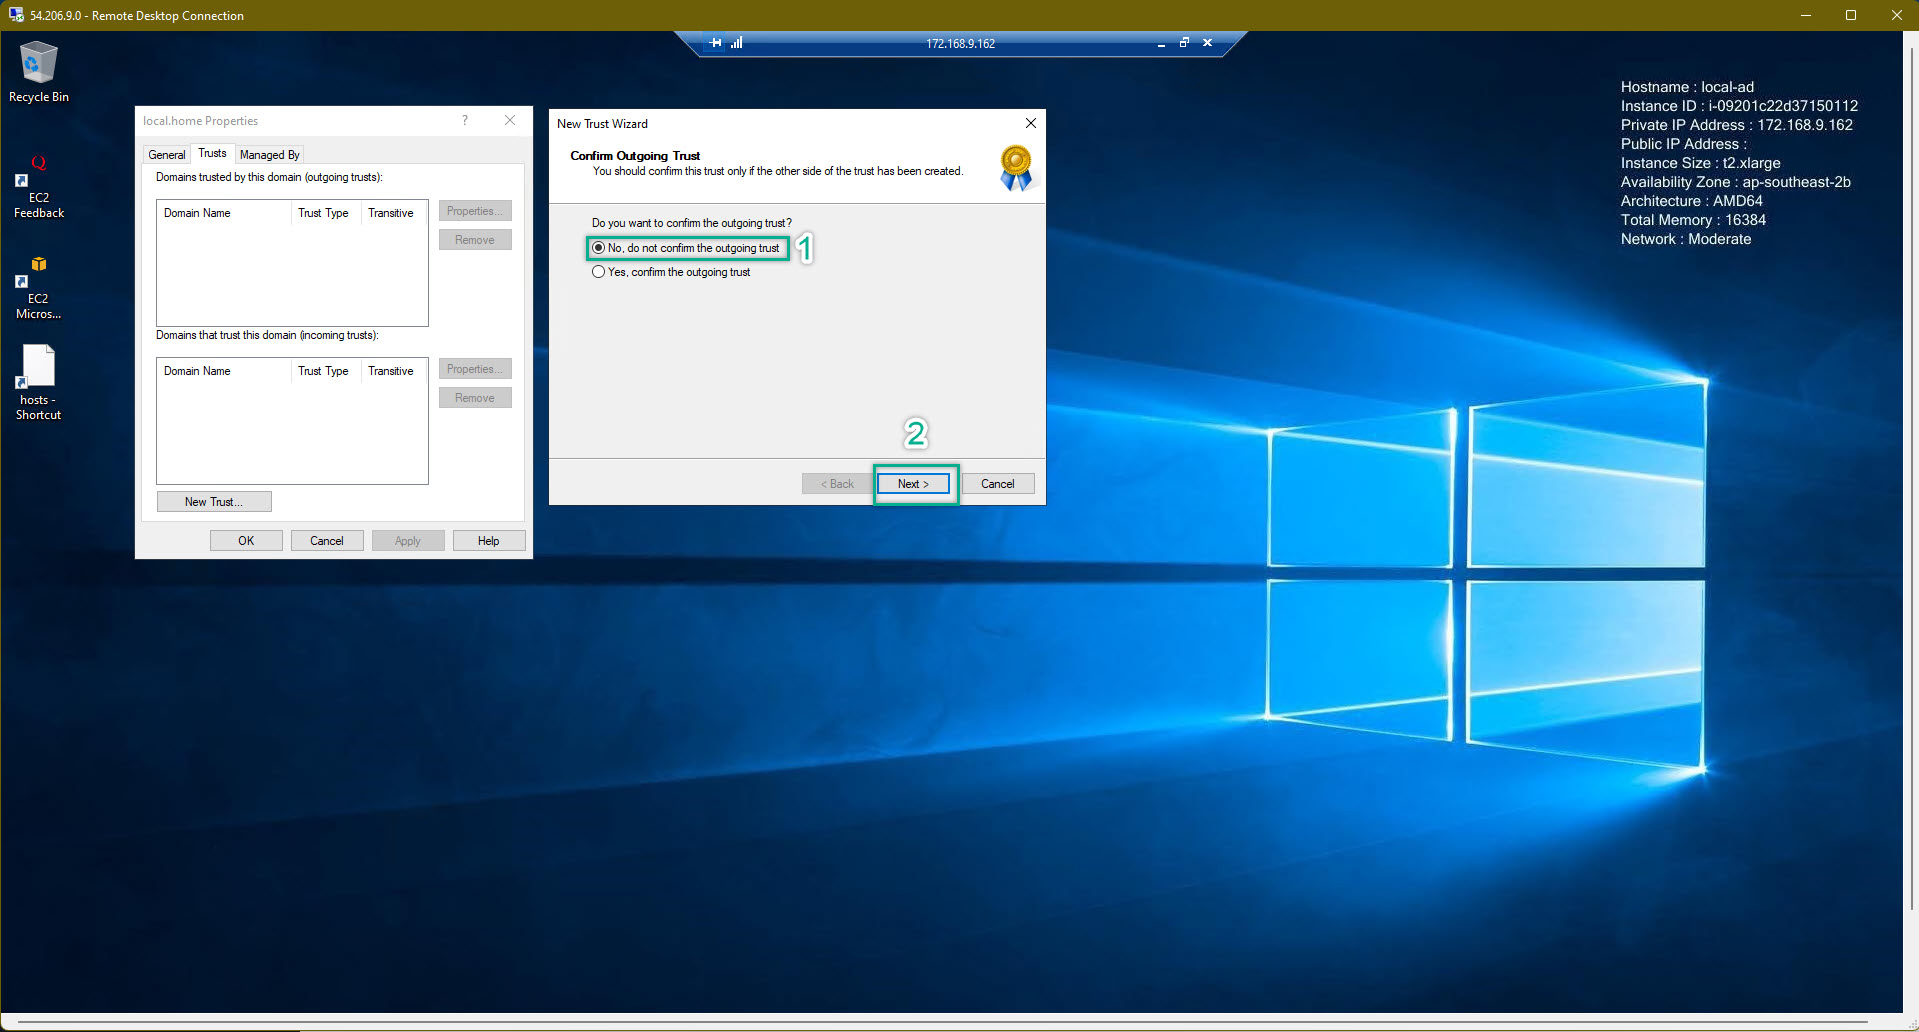 54.206.9.0 - Remote Desktop Connection
172.168.9.162
Recycle Bin
EC2
Feedback
EC2
Micros...
hosts -
Shortcut
Hostname : local-ad
Instance ID : i-09201c22d37150112
Private IP Address : 172.168.9.162
Public IP Address :
Instance Size : t2.xlarge
Availability Zone : ap-southeast-2b
Architecture : AMD64
Total Memory : 16384
Network : Moderate
local.home Properties
?
General Trusts Managed By
Domains trusted by this domain (outgoing trusts):
Domain Name Trust Type Transitive
Properties...
Remove
Domains that trust this domain (incoming trusts):
Domain Name Trust Type Transitive
Properties...
Remove
New Trust...
OK Cancel Apply Help
New Trust Wizard
Confirm Outgoing Trust
You should confirm this trust only if the other side of the trust has been created.
Do you want to confirm the outgoing trust?
No, do not confirm the outgoing trust 1
Yes, confirm the outgoing trust
2
< Back Next > Cancel